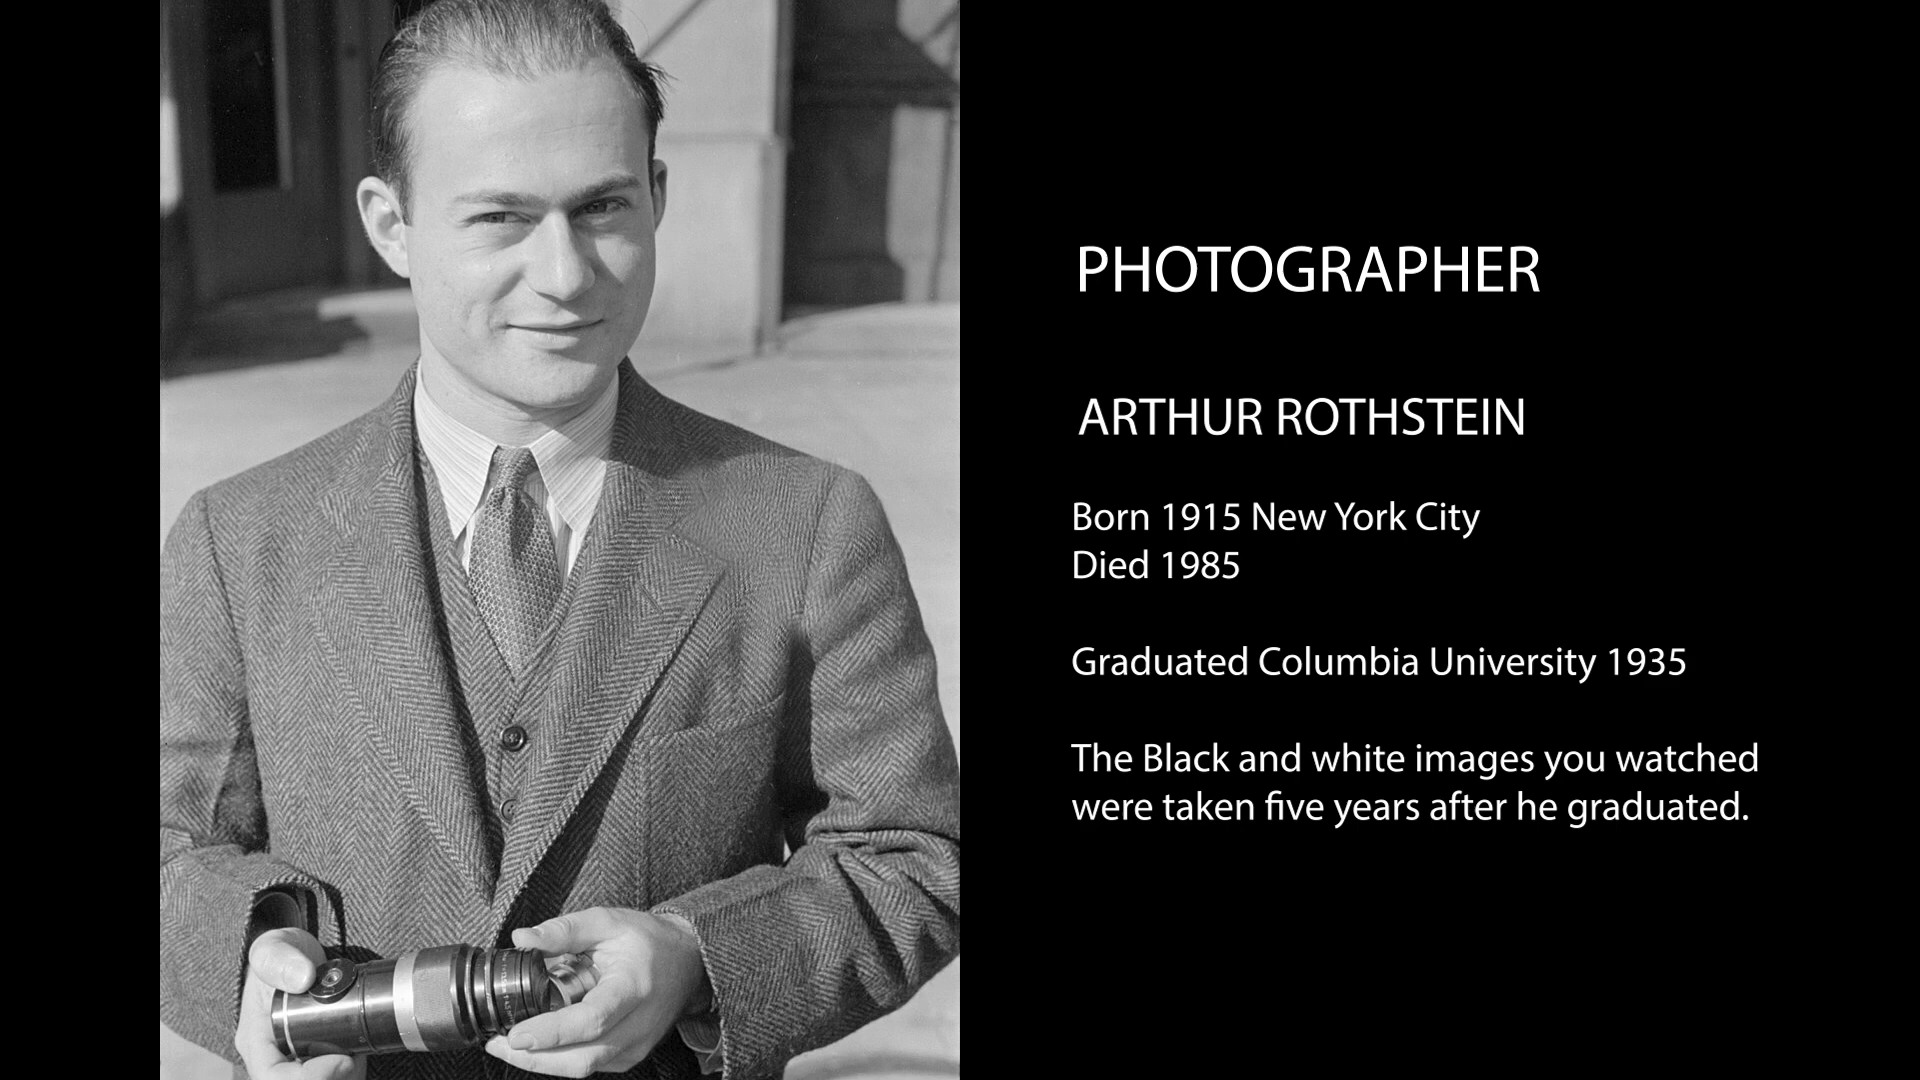 PHOTOGRAPHER
ARTHUR ROTHSTEIN
Born 1915 New York City
Died 1985
Graduated Columbia University 1935
The Black and white images you watched
were taken five years after he graduated.